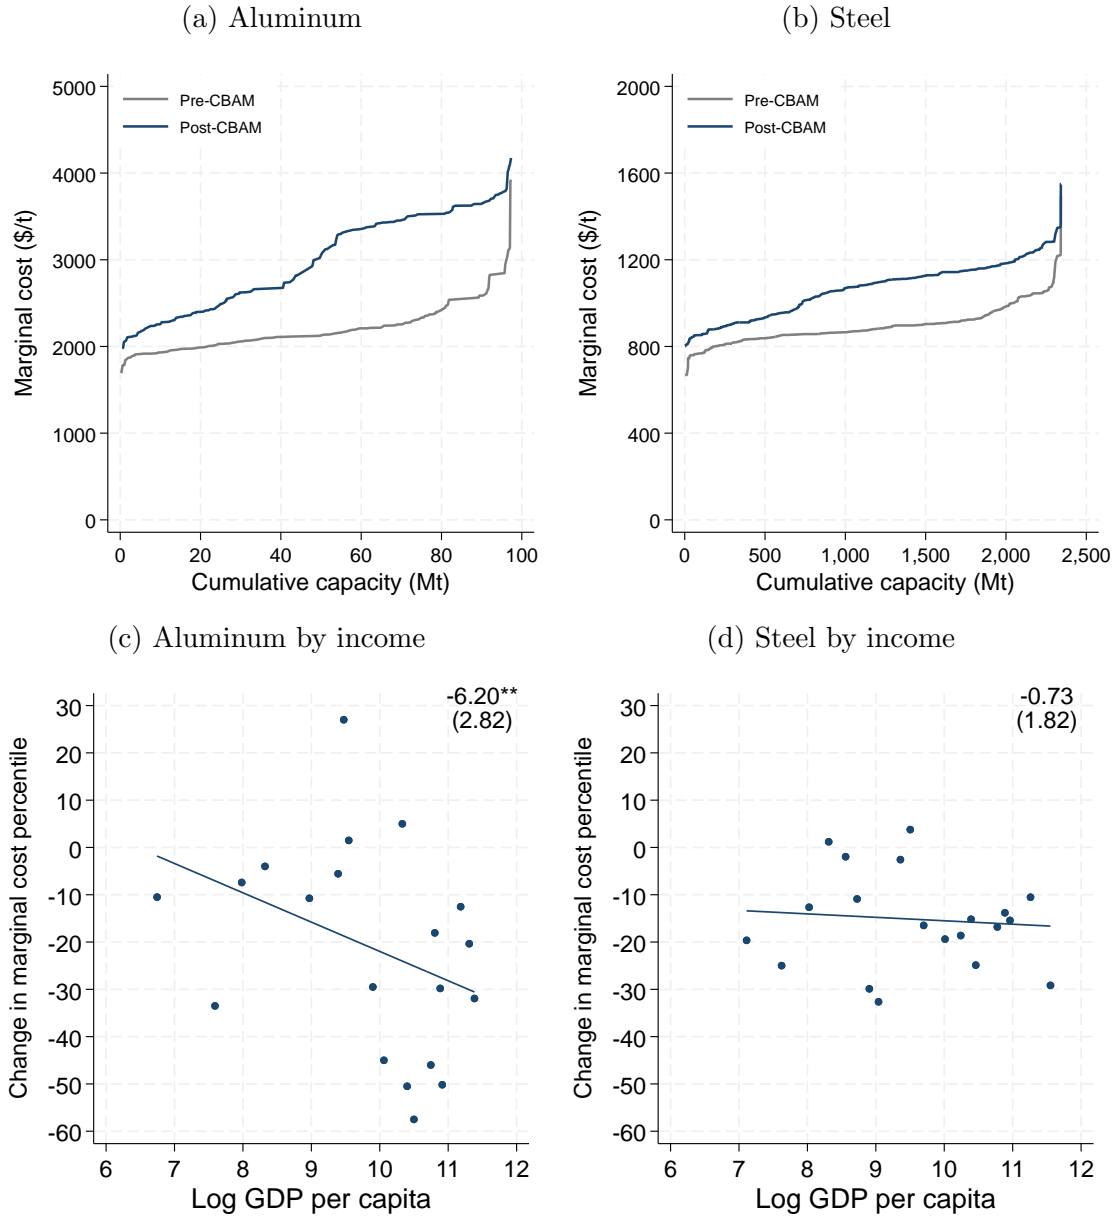 (a) Aluminum
5000
4000
3000
2000
1000
0
Marginal cost ($/t)
Pre-CBAM
Post-CBAM
0 20 40 60 80 100
Cumulative capacity (Mt)
(b) Steel
2000
1600
1200
800
400
0
Marginal cost ($/t)
Pre-CBAM
Post-CBAM
0 500 1,000 1,500 2,000 2,500
Cumulative capacity (Mt)
(c) Aluminum by income
30
20
10
0
-10
-20
-30
-40
-50
-60
Change in marginal cost percentile
-6.20**
(2.82)
6 7 8 9 10 11 12
Log GDP per capita
(d) Steel by income
30
20
10
0
-10
-20
-30
-40
-50
-60
Change in marginal cost percentile
-0.73
(1.82)
6 7 8 9 10 11 12
Log GDP per capita